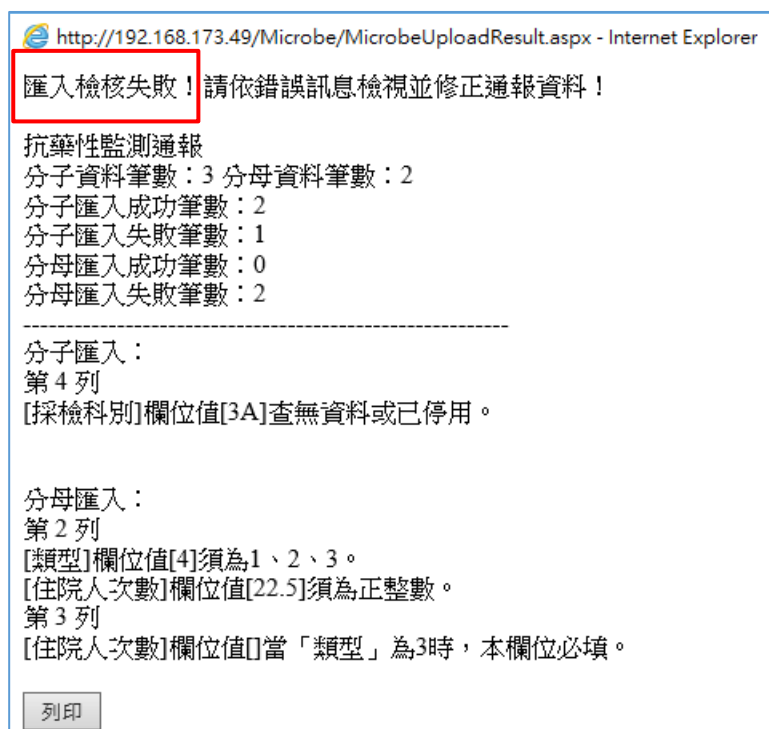 http://192.168.173.49/Microbe/MicrobeUploadResult.aspx - Internet Explorer
匯入檢核失敗！請依錯誤訊息檢視並修正通報資料！
抗藥性監測通報
分子資料筆數：3 分母資料筆數：2
分子匯入成功筆數：2
分子匯入失敗筆數：1
分母匯入成功筆數：0
分母匯入失敗筆數：2
---------------------------------------------------------
分子匯入：
第 4 列
[採檢科別]欄位值[3A]查無資料或已停用。
分母匯入：
第 2 列
[類型]欄位值[4]須為1、2、3。
[住院人次數]欄位值[22.5]須為正整數。
第 3 列
[住院人次數]欄位值[]當「類型」為3時，本欄位必填。
列印